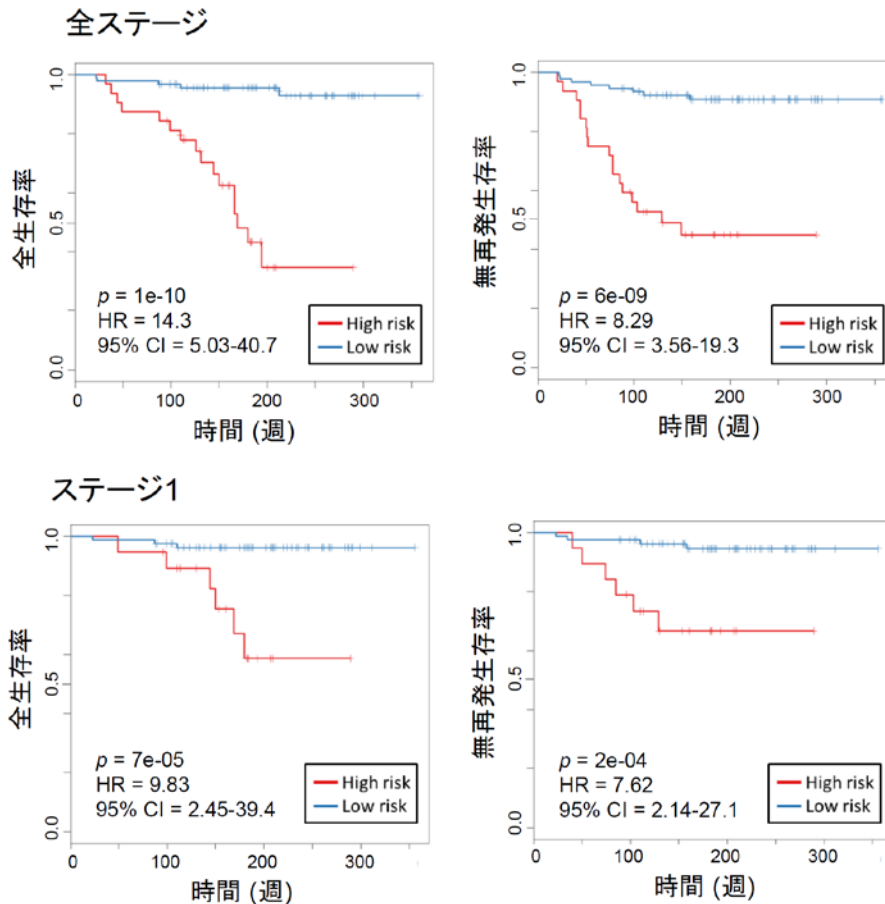 全ステージ
全生存率
1.0
0.5
0.0
p = 1e-10
HR = 14.3
95% CI = 5.03-40.7
High risk
Low risk
0
100
200
300
時間 (週)
無再発生存率
1.0
0.5
0.0
p = 6e-09
HR = 8.29
95% CI = 3.56-19.3
High risk
Low risk
0
100
200
300
時間 (週)
ステージ1
全生存率
1.0
0.5
0.0
p = 7e-05
HR = 9.83
95% CI = 2.45-39.4
High risk
Low risk
0
100
200
300
時間 (週)
無再発生存率
1.0
0.5
0.0
p = 2e-04
HR = 7.62
95% CI = 2.14-27.1
High risk
Low risk
0
100
200
300
時間 (週)